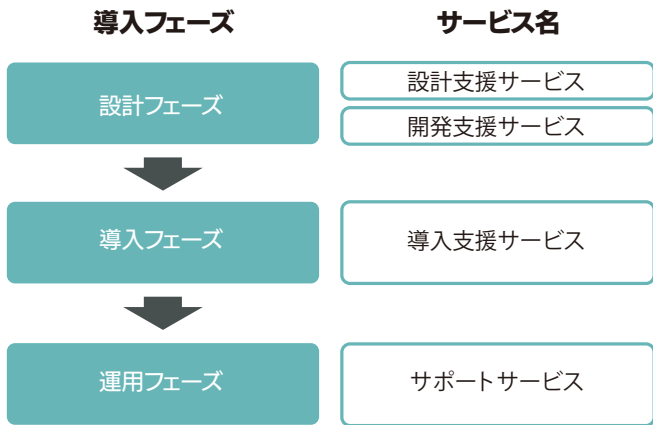 導入フェーズ
サービス名
設計フェーズ
設計支援サービス
開発支援サービス
導入フェーズ
導入支援サービス
運用フェーズ
サポートサービス